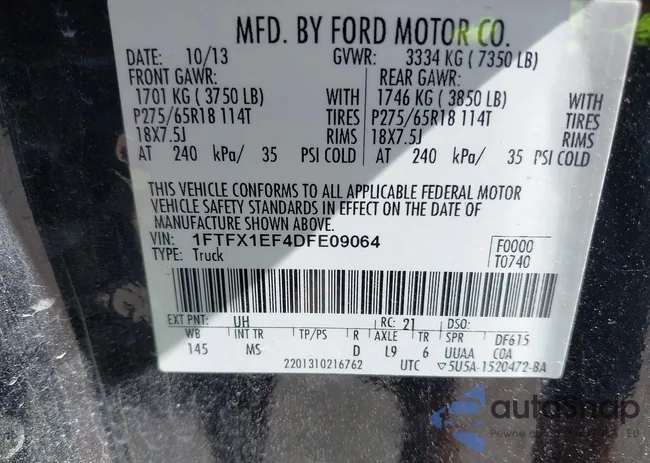 MFD. BY FORD MOTOR CO.
DATE: 10/13 GVWR: 3334 KG ( 7350 LB)
FRONT GAWR: REAR GAWR:
1701 KG ( 3750 LB) WITH 1746 KG ( 3850 LB) WITH
P275/65R18 114T TIRES P275/65R18 114T TIRES
18X7.5J RIMS 18X7.5J RIMS
AT 240 kPa/ 35 PSI COLD AT 240 kPa/ 35 PSI COLD
THIS VEHICLE CONFORMS TO ALL APPLICABLE FEDERAL MOTOR
VEHICLE SAFETY STANDARDS IN EFFECT ON THE DATE OF
MANUFACTURE SHOWN ABOVE.
VIN: 1FTFX1EF4DFE09064 F0000
TYPE: Truck T0740
EXT PNT: UH RC: 21 DSO:
WB INT TR TP/PS R AXLE TR SPR DF615
145 MS D L9 6 UUAA COA
2201310216762 UTC ▽5U5A-1520472-BA
autoSnap
Pewne auto EU